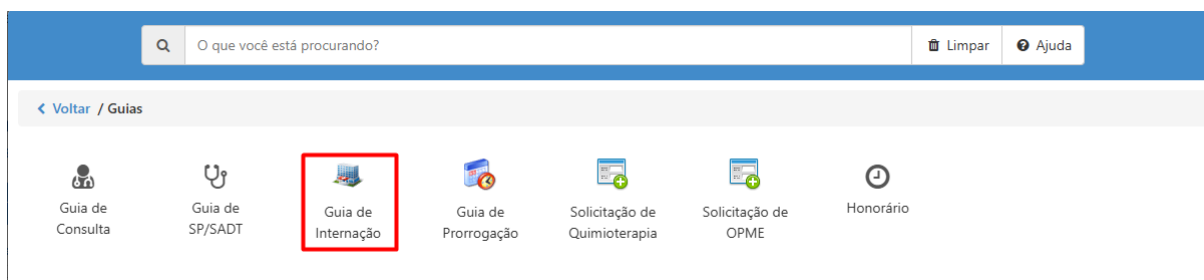 O que você está procurando?
Limpar
Ajuda
Voltar / Guias
Guia de
Consulta
Guia de
SP/SADT
Guia de
Internação
Guia de
Prorrogação
Solicitação de
Quimioterapia
Solicitação de
OPME
Honorário